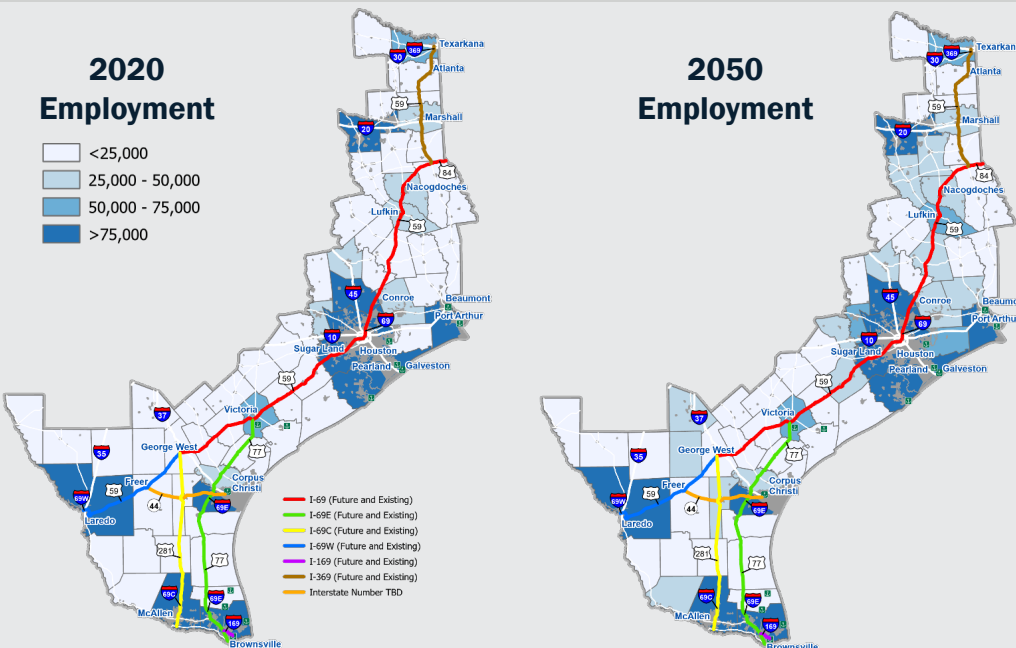 2020
Employment
<25,000
25,000 - 50,000
50,000 - 75,000
>75,000
Texarkana
369
30
Atlanta
59
Marshall
20
84
Nacogdoches
Lufkin
59
45
Conroe
Beaumont
Port Arthur
69
10
Sugar Land
Houston
Pearland
Galveston
59
37
Victoria
77
George West
35
Corpus
Christi
Freer
69W
59
44
69E
Laredo
281
77
69C
69E
McAllen
169
Brownsville
I-69 (Future and Existing)
I-69E (Future and Existing)
I-69C (Future and Existing)
I-69W (Future and Existing)
I-169 (Future and Existing)
I-369 (Future and Existing)
Interstate Number TBD
2050
Employment
Texarkan
369
30
Atlanta
59
Marshall
20
84
Nacogdoches
Lufkin
59
45
Conroe
Beaumo
Port Arthu
69
10
Sugar Land
Houston
Pearland
Galveston
59
37
Victoria
77
George West
35
Corpus
Christi
Freer
69W
59
44
69E
Laredo
281
77
69C
69E
McAllen
169
Brownsville